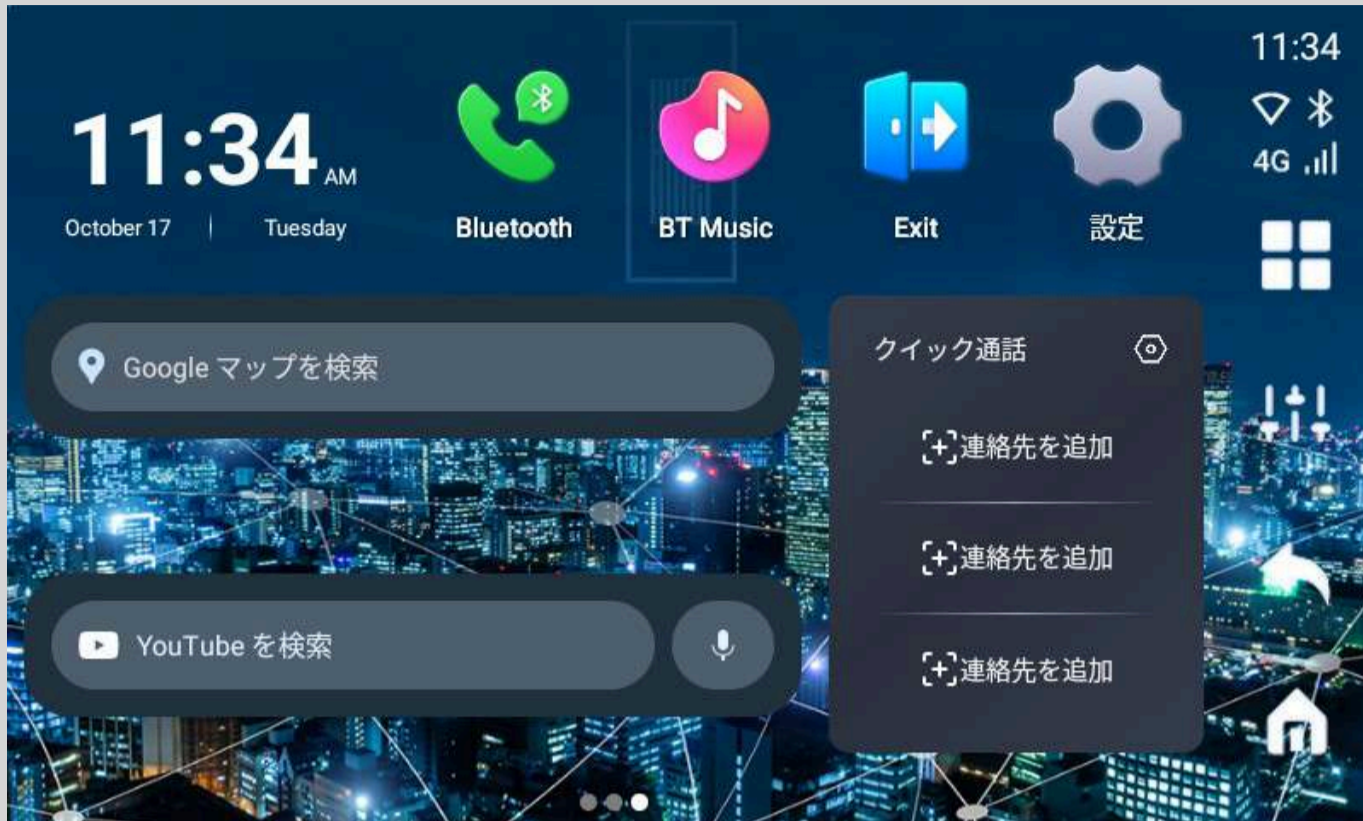 11:34
11:34 AM
October 17 | Tuesday
Bluetooth
BT Music
Exit
設定
4G
Google マップを検索
クイック通話
連絡先を追加
連絡先を追加
連絡先を追加
YouTube を検索